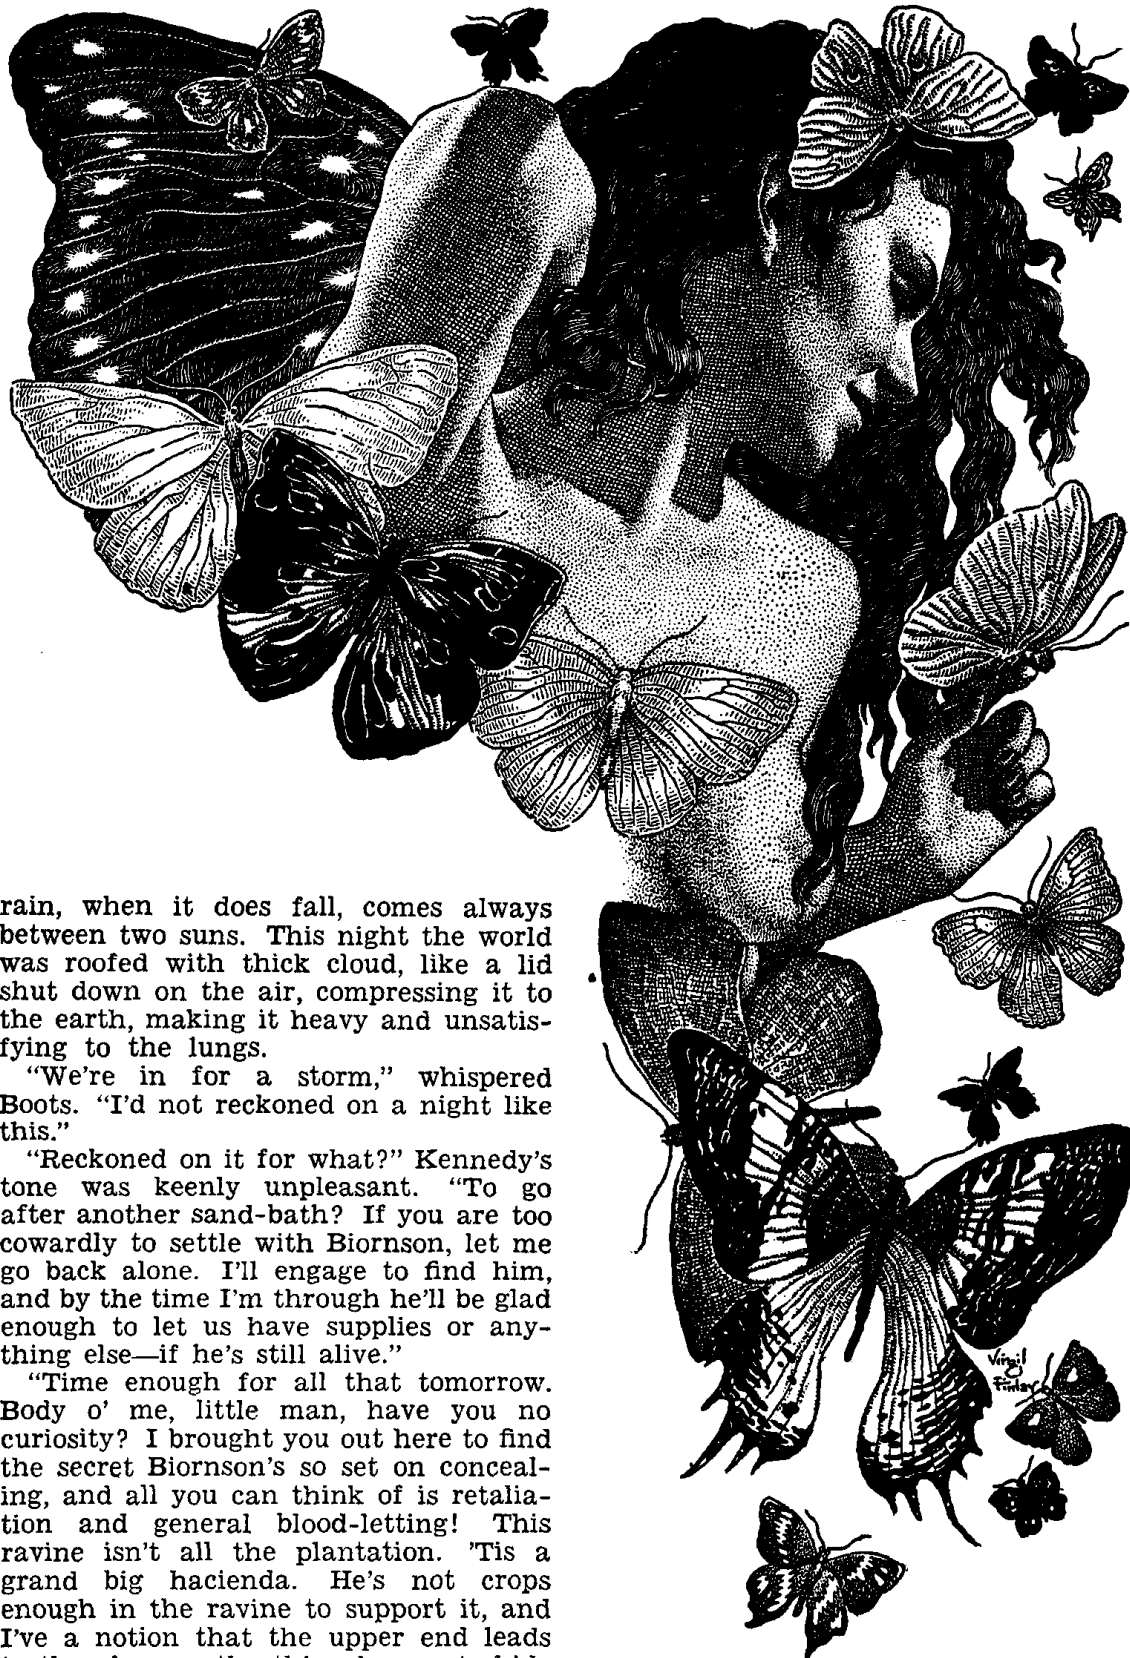 rain, when it does fall, comes always
between two suns. This night the world
was roofed with thick cloud, like a lid
shut down on the air, compressing it to
the earth, making it heavy and unsatis-
fying to the lungs.
“We're in for a storm,” whispered
Boots. “I'd not reckoned on a night like
this.”
“Reckoned on it for what?” Kennedy's
tone was keenly unpleasant. “To go
after another sand-bath? If you are too
cowardly to settle with Biornson, let me
go back alone. I'll engage to find him,
and by the time I'm through he'll be glad
enough to let us have supplies or any-
thing else—if he's still alive.”
“Time enough for all that tomorrow.
Body o' me, little man, have you no
curiosity? I brought you out here to find
the secret Biornson's so set on conceal-
ing, and all you can think of is retalia-
tion and general blood-letting! This
ravine isn't all the plantation. 'Tis a
grand big hacienda. He's not crops
enough in the ravine to support it, and
I've a notion that the upper end leads
Virgil
Finlay